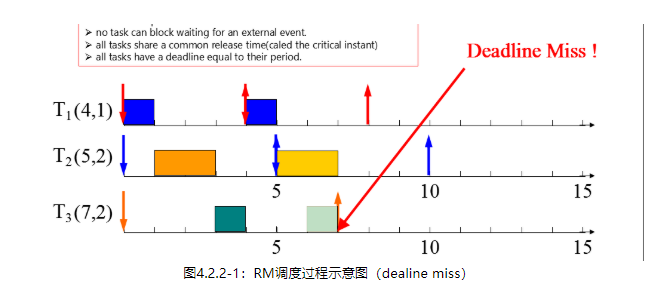 ➢ no task can block waiting for an external event.
➢ all tasks share a common release time(caled the critical instant)
➢ all tasks have a deadline equal to their period.
Deadline Miss !
T1(4,1)
T2(5,2)
5 10 15
T3(7,2)
5 10 15
图4.2.2-1：RM调度过程示意图（dealine miss）